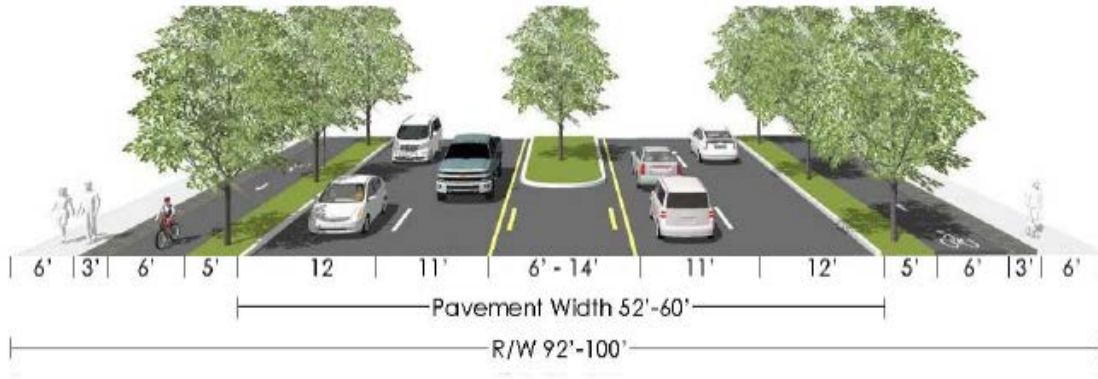 6' 3' 6' 5' 12 11' 6' - 14' 11' 12' 5' 6' 3' 6'
Pavement Width 52'-60'
R/W 92'-100'